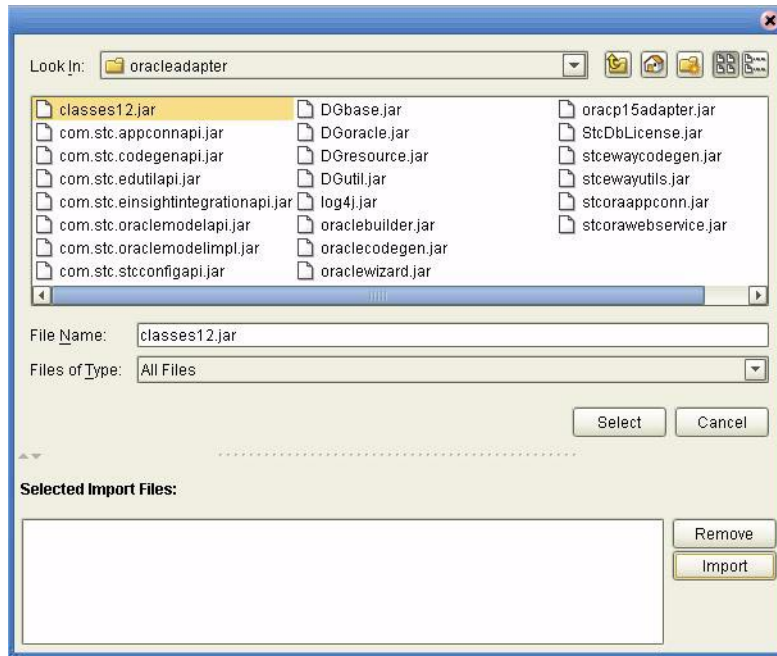 Look In: oracleadapter
classes12.jar
com.stc.appconnapi.jar
com.stc.codegenapi.jar
com.stc.edutilapi.jar
com.stc.einsightintegrationapi.jar
com.stc.oraclemodelapi.jar
com.stc.oraclemodelimpl.jar
com.stc.stcconfigapi.jar
DGbase.jar
DGoracle.jar
DGresource.jar
DGutil.jar
log4j.jar
oraclebuilder.jar
oraclecodegen.jar
oraclewizard.jar
oracp15adapter.jar
StcDbLicense.jar
stcewaycodegen.jar
stcewayutils.jar
stcoraappconn.jar
stcorawebservice.jar
File Name: classes12.jar
Files of Type: All Files
Select Cancel
Selected Import Files:
Remove
Import